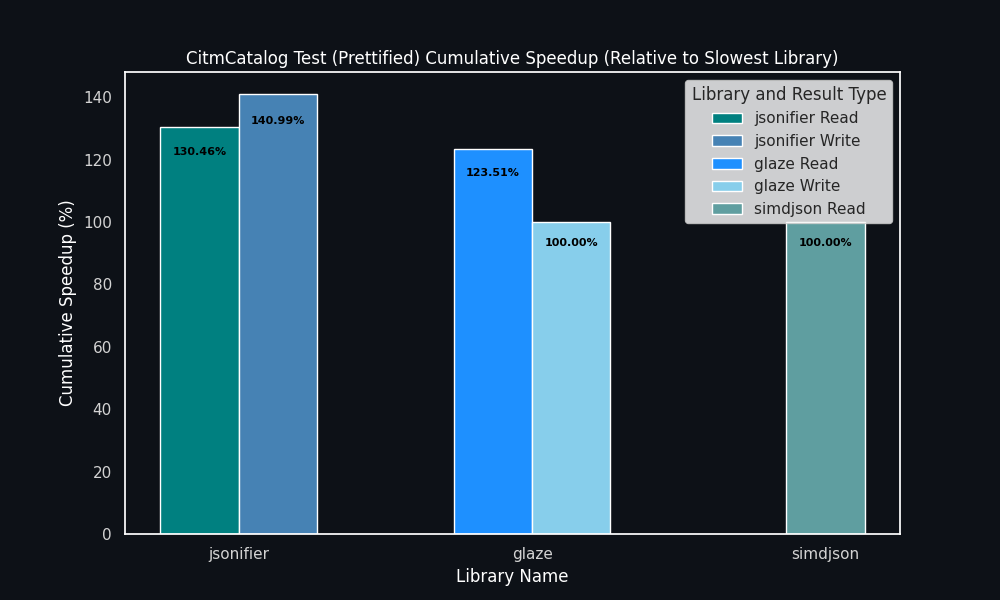 CitmCatalog Test (Prettified) Cumulative Speedup (Relative to Slowest Library)
Cumulative Speedup (%)
140
120
100
80
60
40
20
0
130.46%
140.99%
123.51%
100.00%
100.00%
Library and Result Type
jsonifier Read
jsonifier Write
glaze Read
glaze Write
simdjson Read
jsonifier
glaze
simdjson
Library Name